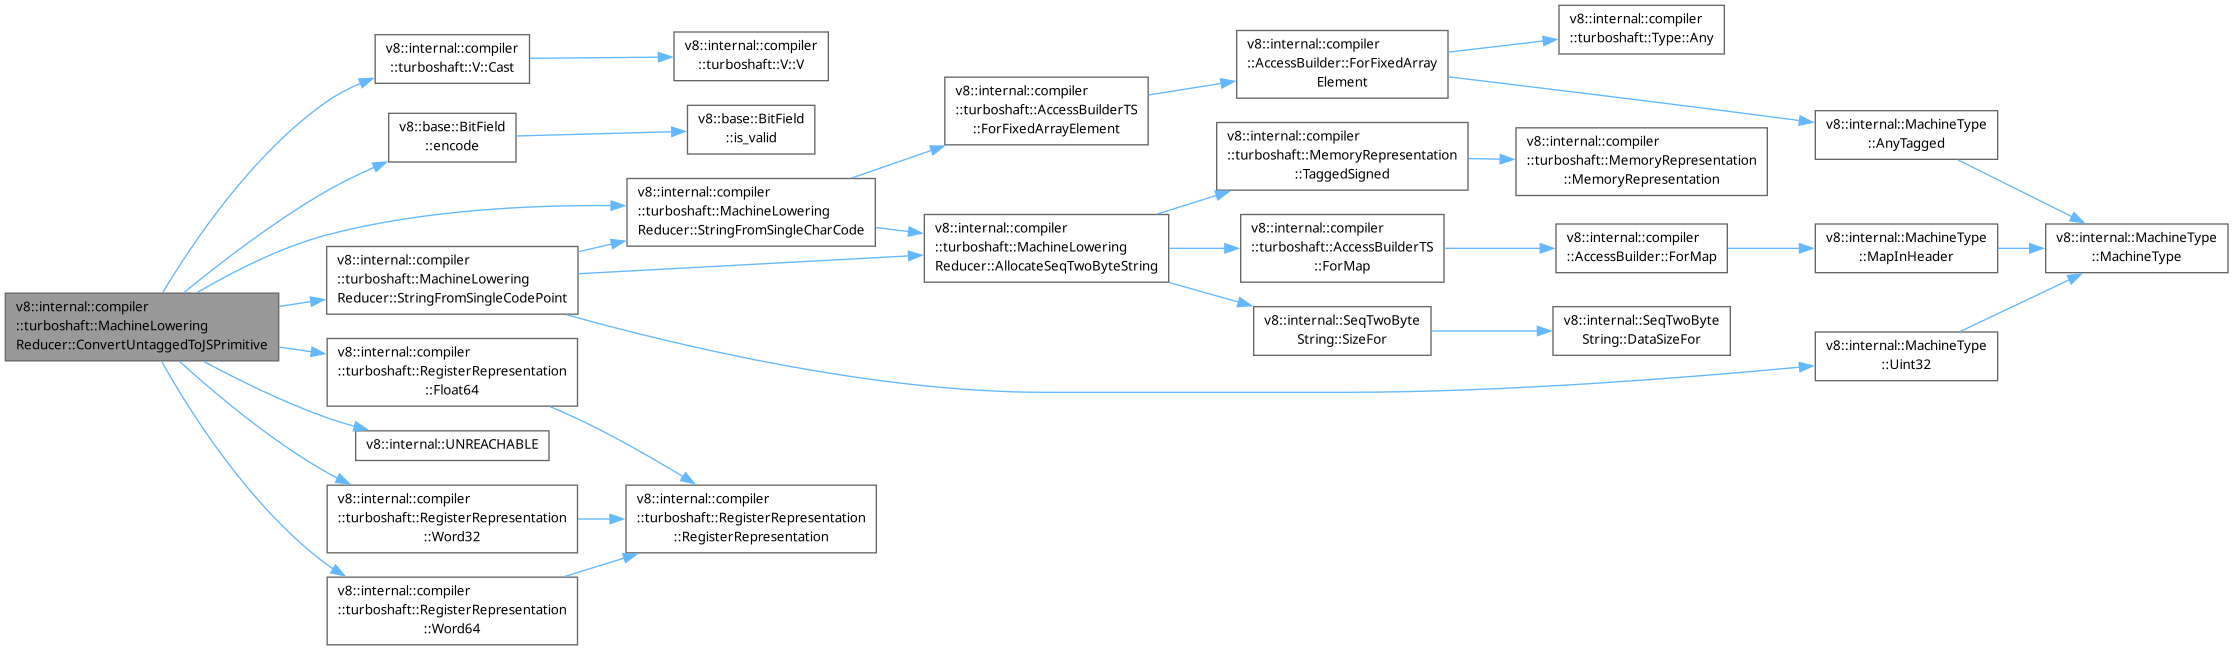 v8::internal::compiler
::turboshaft::MachineLowering
Reducer::ConvertUntaggedToJSPrimitive
v8::internal::compiler
::turboshaft::V::Cast
v8::internal::compiler
::turboshaft::V::V
v8::base::BitField
::encode
v8::base::BitField
::is_valid
v8::internal::compiler
::turboshaft::MachineLowering
Reducer::StringFromSingleCharCode
v8::internal::compiler
::turboshaft::AccessBuilderTS
::ForFixedArrayElement
v8::internal::compiler
::AccessBuilder::ForFixedArray
Element
v8::internal::compiler
::turboshaft::Type::Any
v8::internal::MachineType
::AnyTagged
v8::internal::MachineType
::MachineType
v8::internal::compiler
::turboshaft::MachineLowering
Reducer::AllocateSeqTwoByteString
v8::internal::compiler
::turboshaft::MemoryRepresentation
::TaggedSigned
v8::internal::compiler
::turboshaft::MemoryRepresentation
::MemoryRepresentation
v8::internal::compiler
::turboshaft::AccessBuilderTS
::ForMap
v8::internal::compiler
::AccessBuilder::ForMap
v8::internal::MachineType
::MapInHeader
v8::internal::SeqTwoByte
String::SizeFor
v8::internal::SeqTwoByte
String::DataSizeFor
v8::internal::compiler
::turboshaft::MachineLowering
Reducer::StringFromSingleCodePoint
v8::internal::MachineType
::Uint32
v8::internal::compiler
::turboshaft::RegisterRepresentation
::Float64
v8::internal::compiler
::turboshaft::RegisterRepresentation
::RegisterRepresentation
v8::internal::UNREACHABLE
v8::internal::compiler
::turboshaft::RegisterRepresentation
::Word32
v8::internal::compiler
::turboshaft::RegisterRepresentation
::Word64